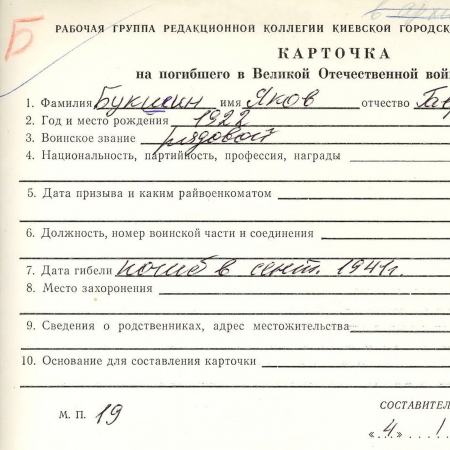 в архив
Б
РАБОЧАЯ ГРУППА РЕДАКЦИОННОЙ КОЛЛЕГИИ КИЕВСКОЙ ГОРОДСК
КАРТОЧКА
на погибшего в Великой Отечественной вой
1. Фамилия Букшин имя Яков отчество
2. Год и место рождения 1922
3. Воинское звание рядовой
4. Национальность, партийность, профессия, награды
5. Дата призыва и каким райвоенкоматом
6. Должность, номер воинской части и соединения
7. Дата гибели погиб в сент. 1941г.
8. Место захоронения
9. Сведения о родственниках, адрес местожительства
10. Основание для составления карточки
М. П. 19
СОСТАВИТЕЛ
«4»